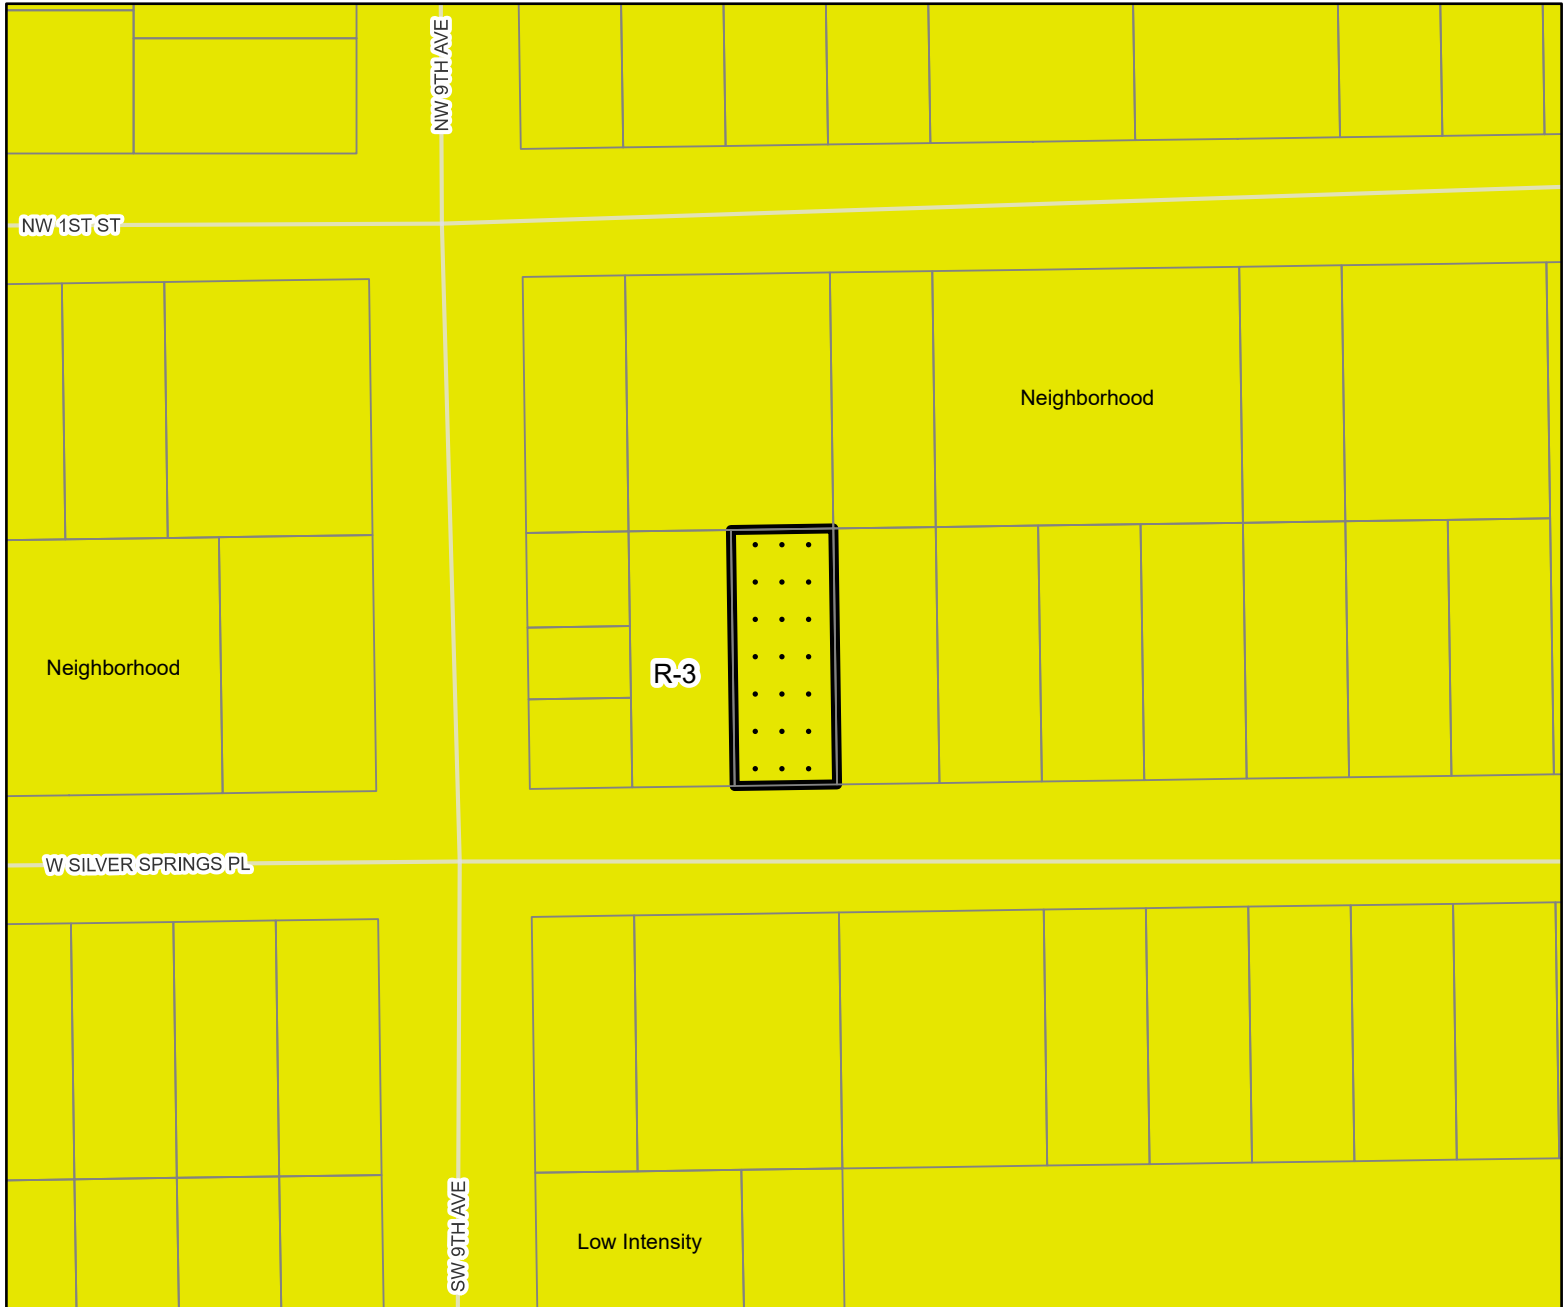 NW 9TH AVE
NW 1ST ST
Neighborhood
Neighborhood
R-3
W SILVER SPRINGS PL
SW 9TH AVE
Low Intensity